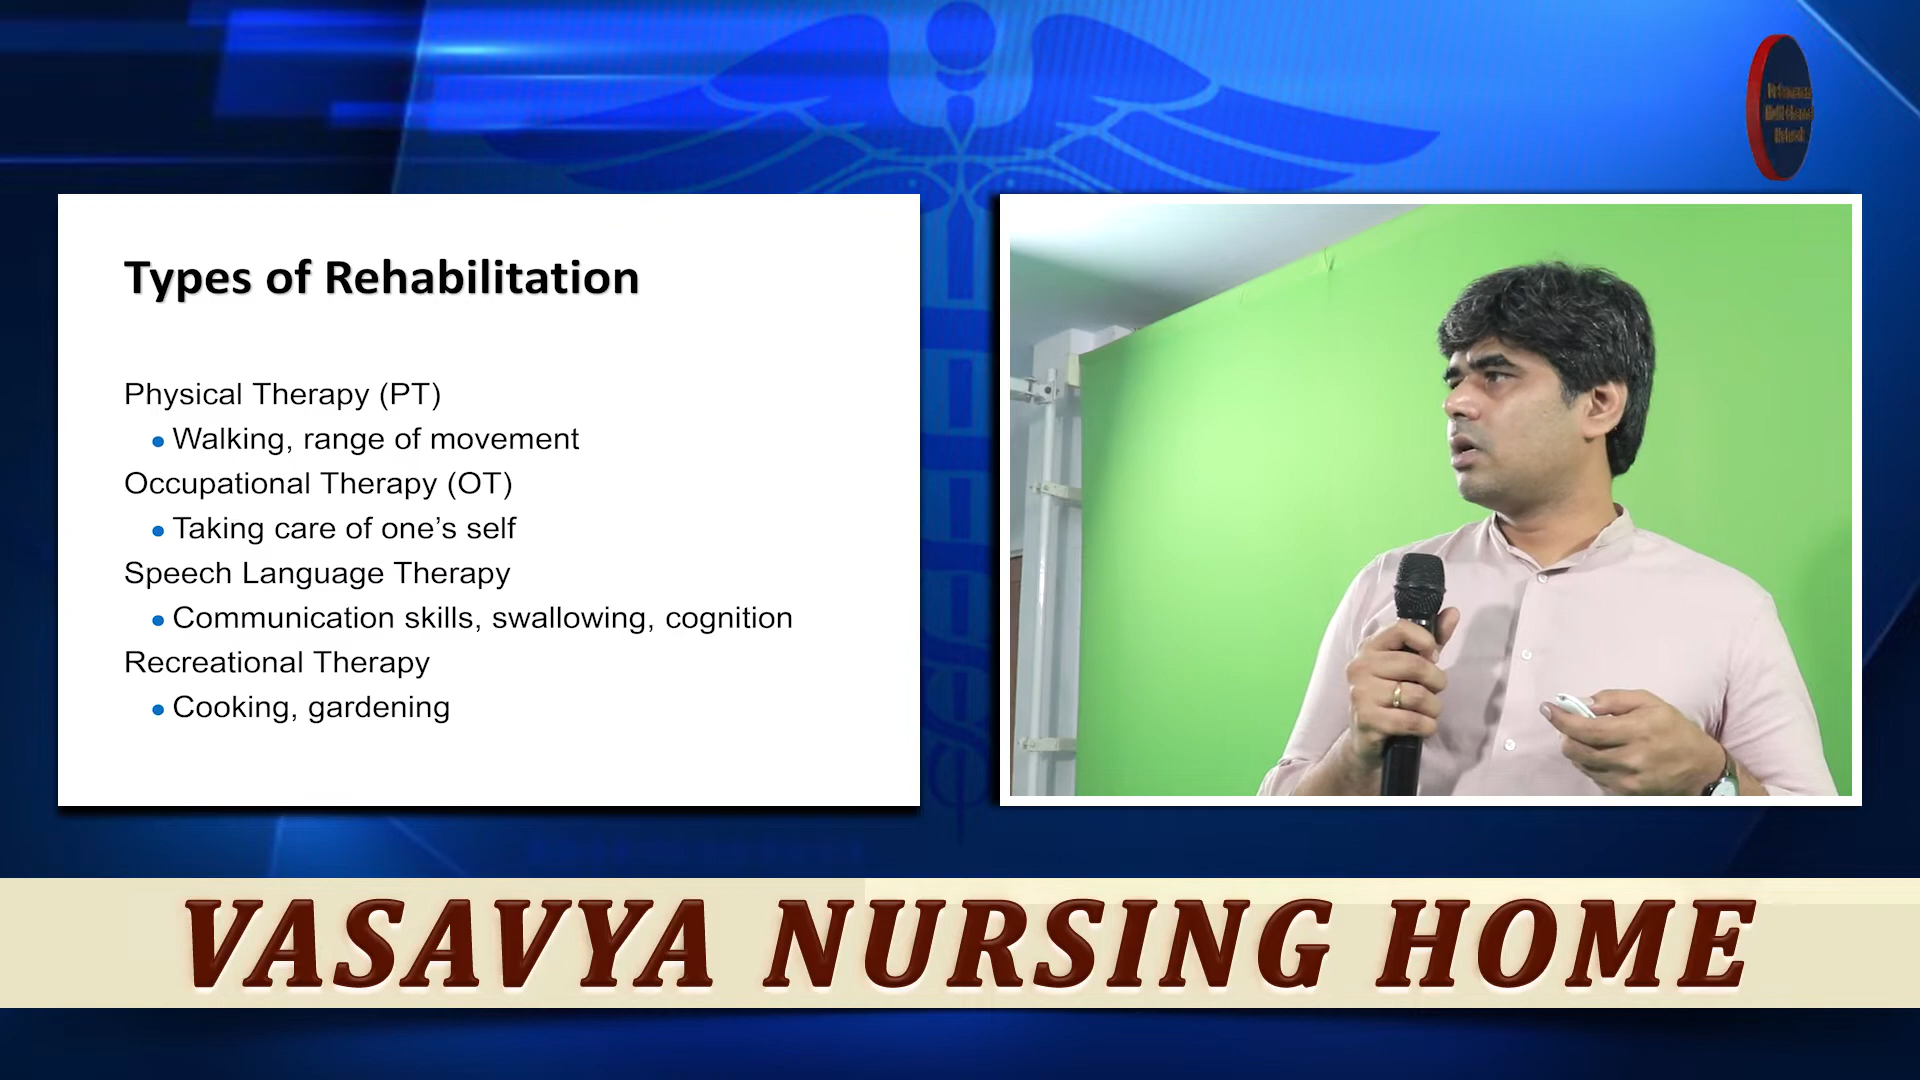 Types of Rehabilitation
Physical Therapy (PT)
• Walking, range of movement
Occupational Therapy (OT)
• Taking care of one’s self
Speech Language Therapy
• Communication skills, swallowing, cognition
Recreational Therapy
• Cooking, gardening
Network
VASAVYA NURSING HOME